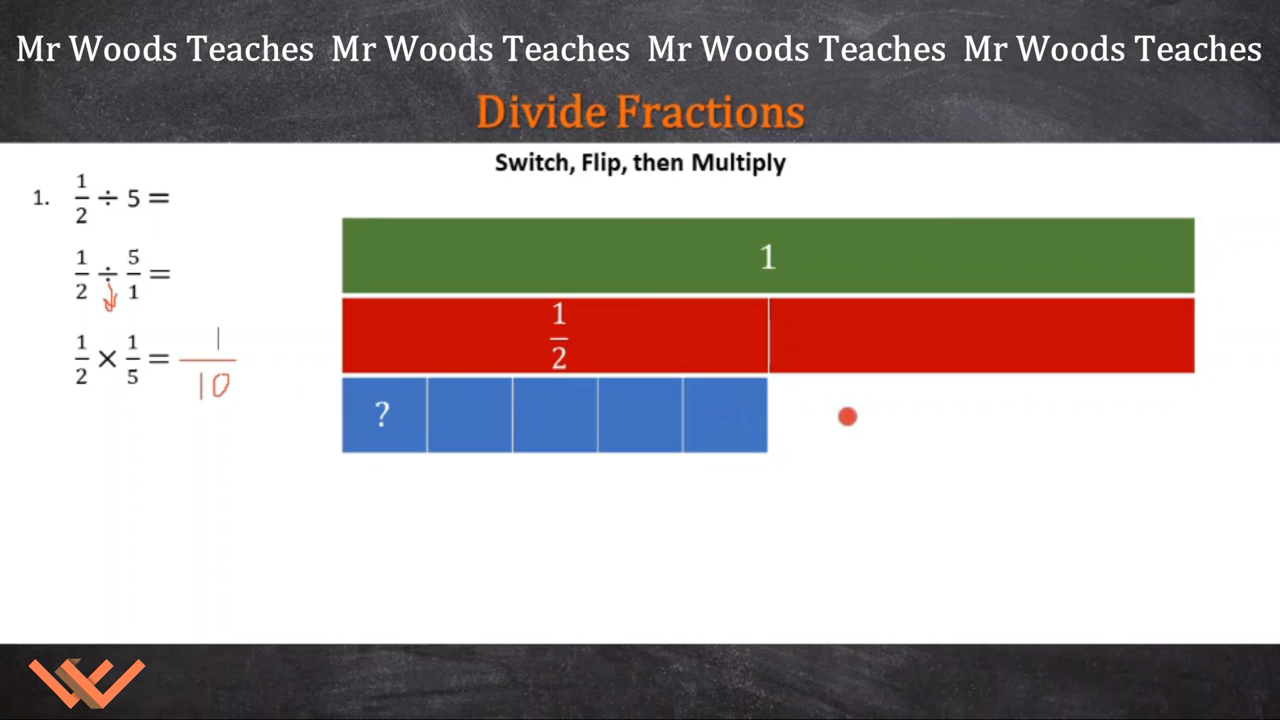 Mr Woods Teaches Mr Woods Teaches Mr Woods Teaches Mr Woods Teaches
Divide Fractions
Switch, Flip, then Multiply
1. 1/2 ÷ 5 =
1/2 ÷ 5/1 =
1/2 × 1/5 = 1/10
1
1/2
?